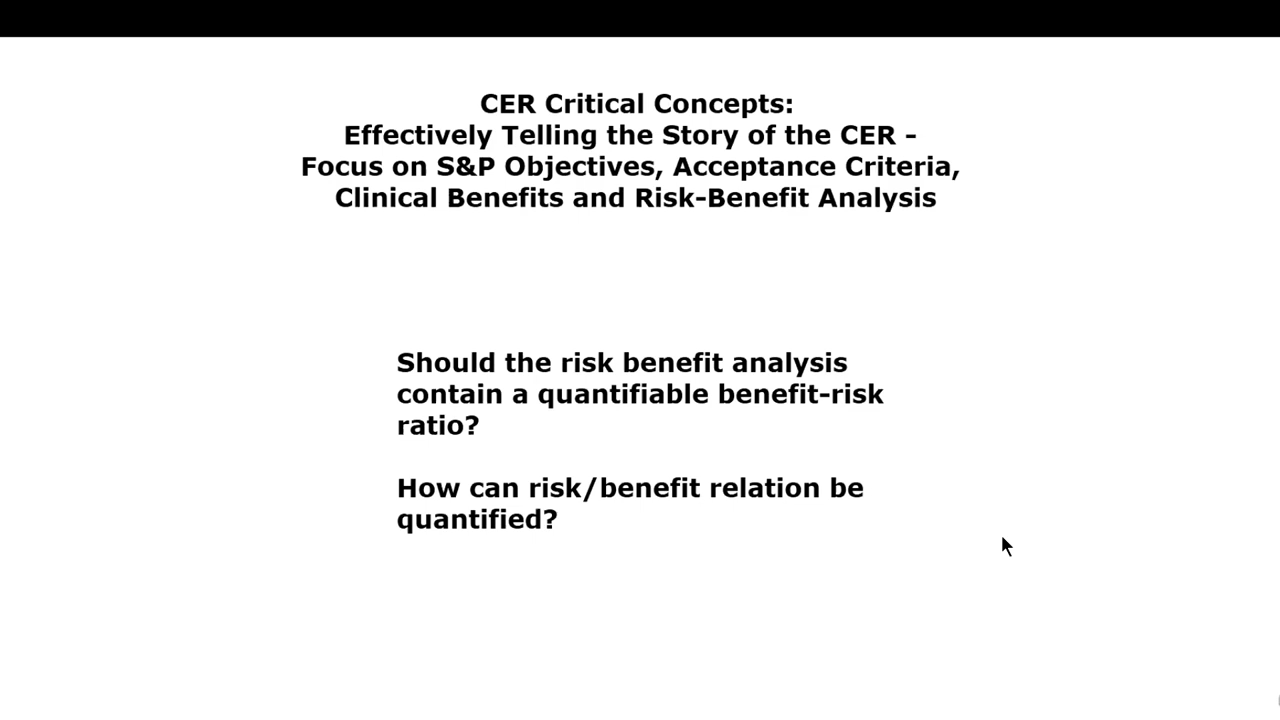 CER Critical Concepts:
Effectively Telling the Story of the CER –
Focus on S&P Objectives, Acceptance Criteria,
Clinical Benefits and Risk-Benefit Analysis
Should the risk benefit analysis
contain a quantifiable benefit-risk
ratio?
How can risk/benefit relation be
quantified?